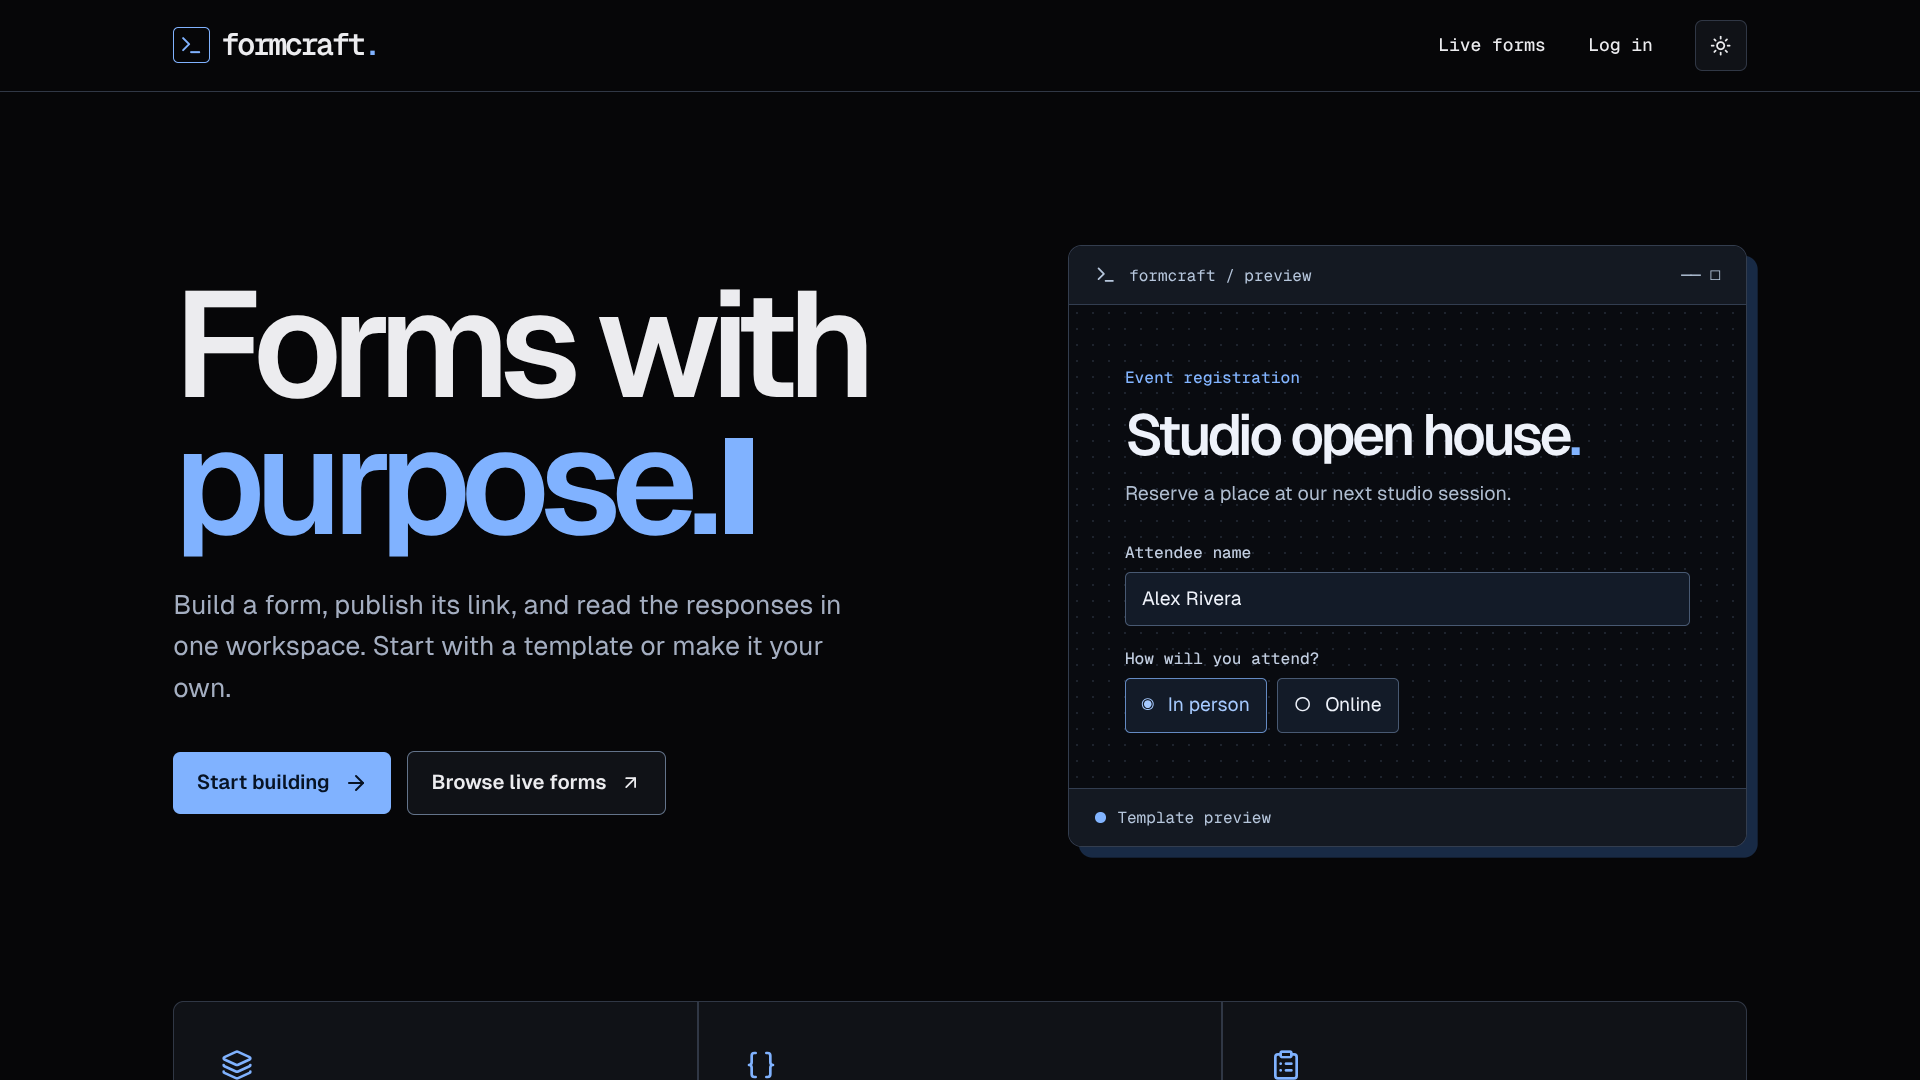 formcraft.
Live forms
Log in
Forms with
purpose.
Build a form, publish its link, and read the responses in
one workspace. Start with a template or make it your
own.
Start building
Browse live forms
formcraft / preview
Event registration
Studio open house.
Reserve a place at our next studio session.
Attendee name
Alex Rivera
How will you attend?
In person
Online
Template preview